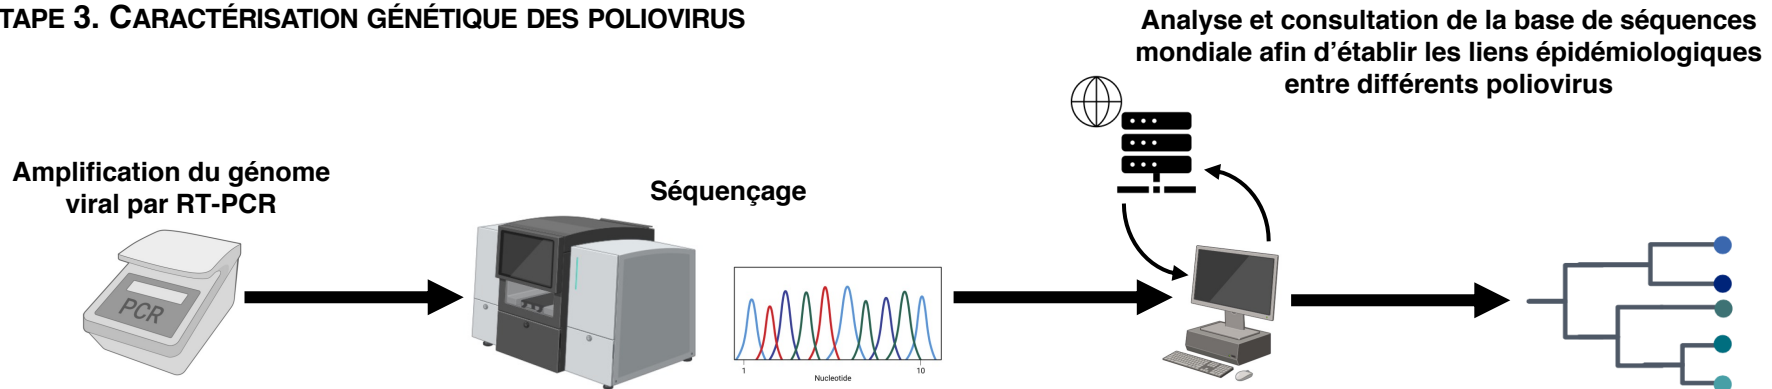 TAPE 3. CARACTÉRISATION GÉNÉTIQUE DES POLIOVIRUS
Analyse et consultation de la base de séquences
mondiale afin d’établir les liens épidémiologiques
entre différents poliovirus
Amplification du génome
viral par RT-PCR
Séquençage
PCR
1
10
Nucleotide